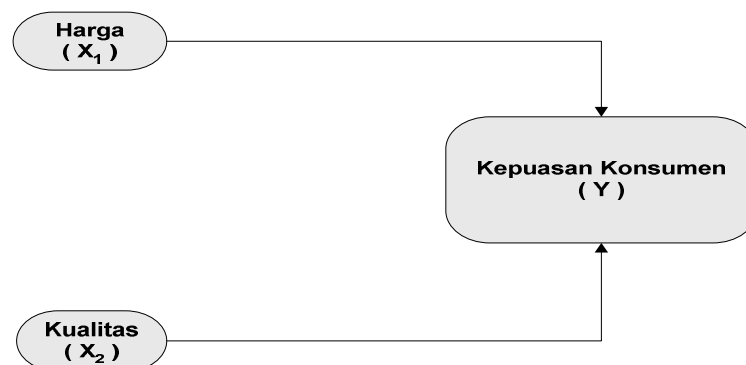 Harga
( X₁ )
Kepuasan Konsumen
( Y )
Kualitas
( X₂ )